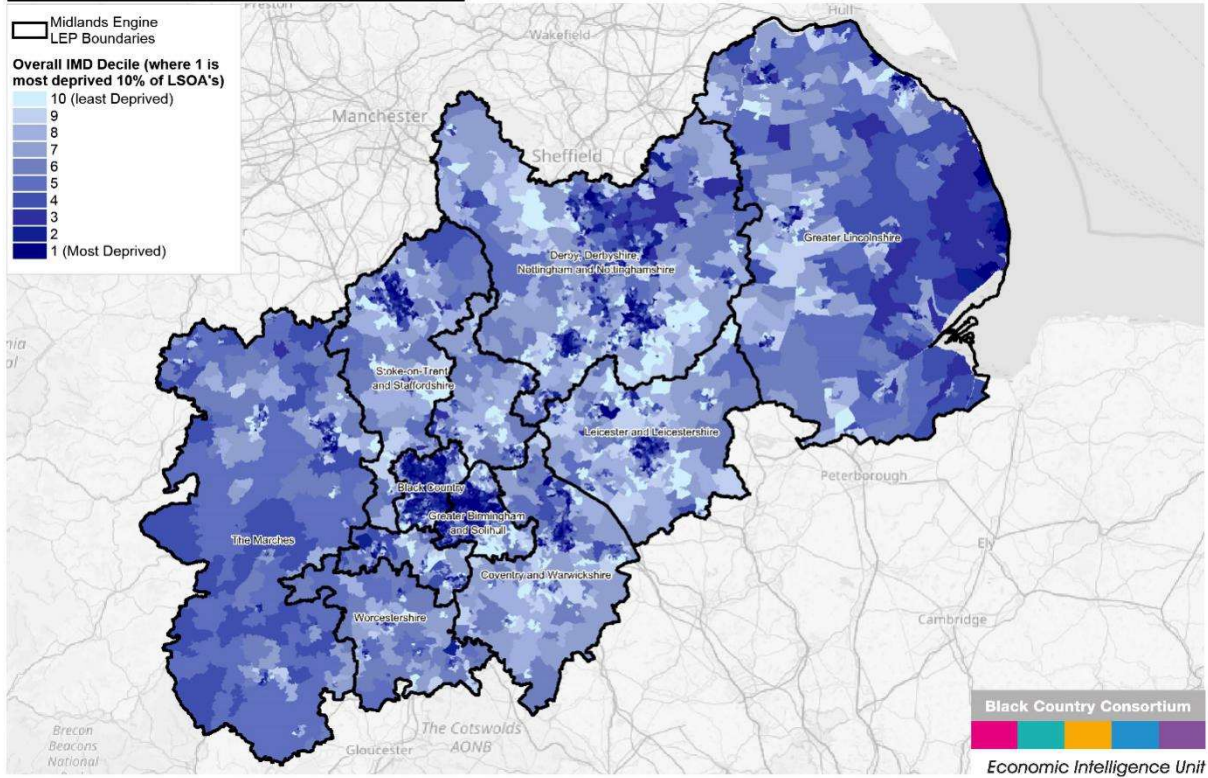 Midlands Engine
LEP Boundaries
Overall IMD Decile (where 1 is
most deprived 10% of LSOA's)
10 (least Deprived)
9
8
7
6
5
4
3
2
1 (Most Deprived)
Preston
Hull
Wakefield
Manchester
Sheffield
Greater Lincolnshire
Derby, Derbyshire,
Nottingham and Nottinghamshire
Stoke-on-Trent
and Staffordshire
Leicester and Leicestershire
Peterborough
Black Country
Greater Birmingham
and Solihull
The Marches
Ely
Coventry and Warwickshire
Worcestershire
Cambridge
The Cotswolds
AONB
Gloucester
Brecon
Beacons
National
Black Country Consortium
Economic Intelligence Unit